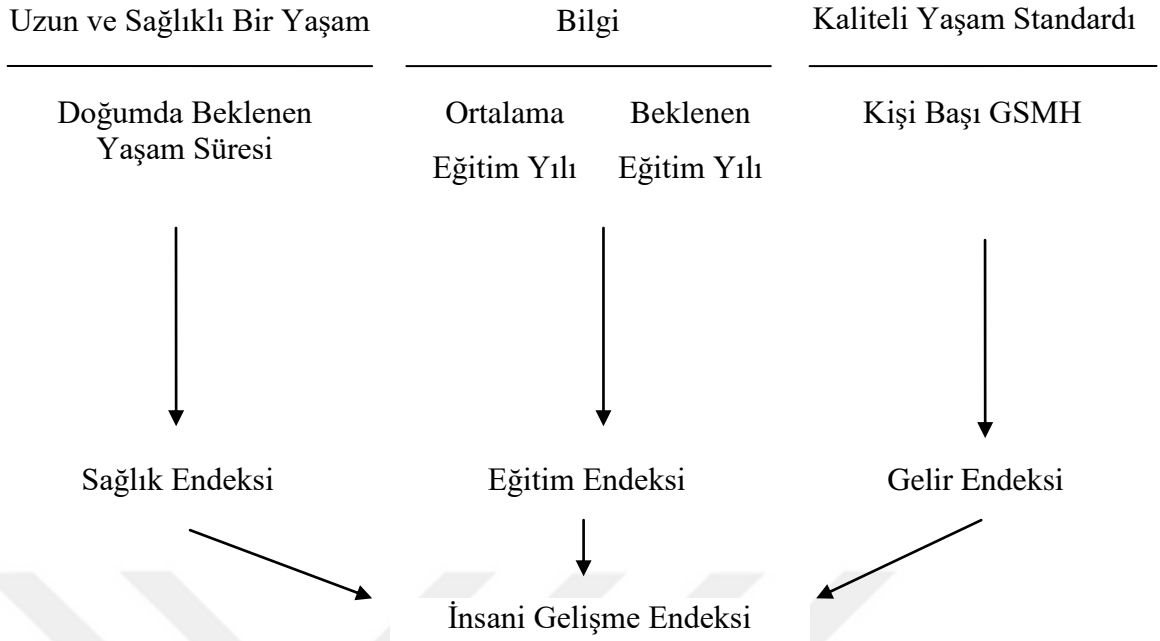 Uzun ve Sağlıklı Bir Yaşam
Bilgi
Kaliteli Yaşam Standardı
Doğumda Beklenen
Yaşam Süresi
Ortalama
Eğitim Yılı
Beklenen
Eğitim Yılı
Kişi Başı GSMH
Sağlık Endeksi
Eğitim Endeksi
Gelir Endeksi
İnsani Gelişme Endeksi